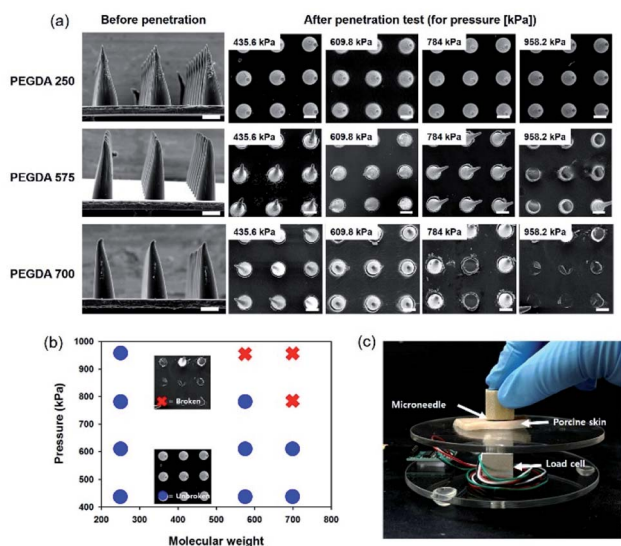 (a)
Before penetration
After penetration test (for pressure [kPa])
PEGDA 250
435.6 kPa
609.8 kPa
784 kPa
958.2 kPa
PEGDA 575
435.6 kPa
609.8 kPa
784 kPa
958.2 kPa
PEGDA 700
435.6 kPa
609.8 kPa
784 kPa
958.2 kPa
(b)
1000
900
800
700
600
500
400
Pressure (kPa)
= Broken
= Unbroken
200
300
400
500
600
700
800
Molecular weight
(c)
Microneedle
Porcine skin
Load cell